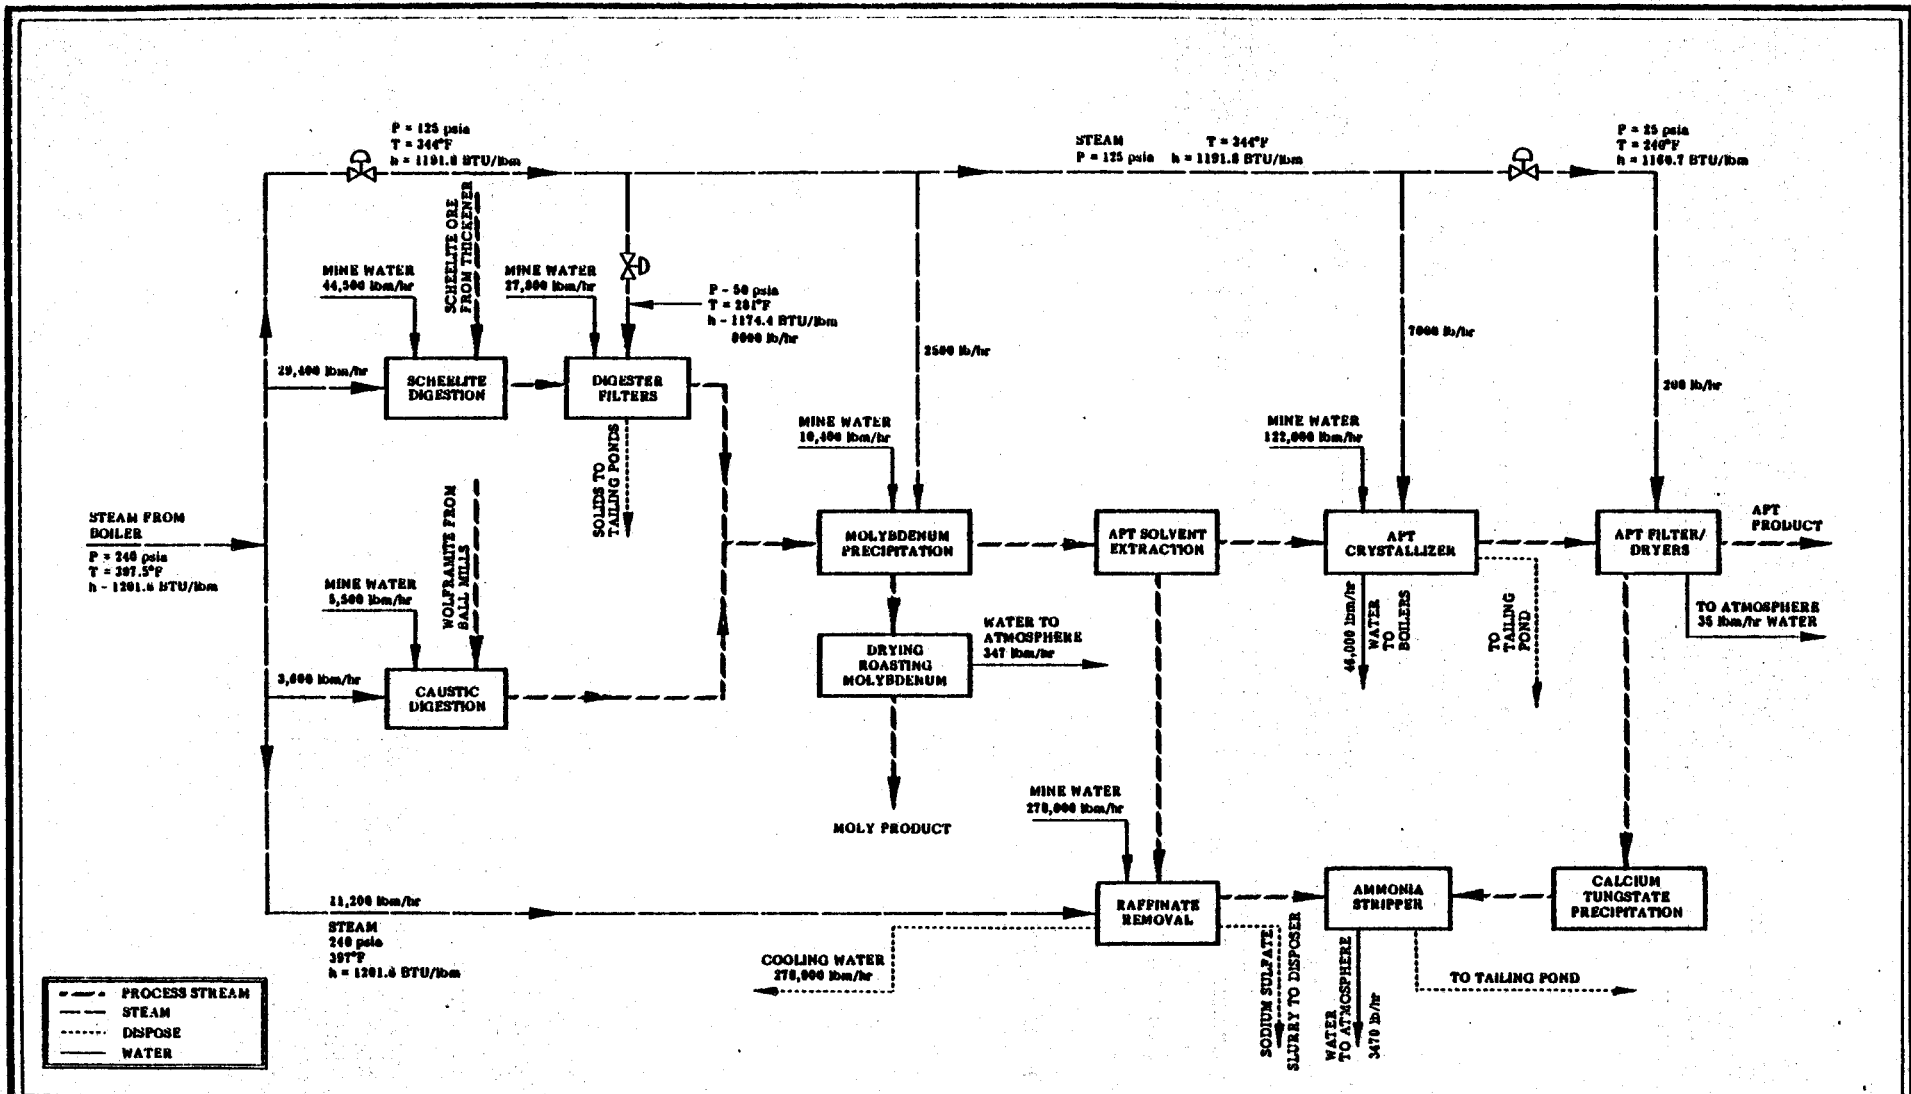 P = 125 psia
T = 344°F
h = 1191.8 BTU/lbm
STEAM
P = 125 psia
T = 344°F
h = 1191.8 BTU/lbm
P = 25 psia
T = 240°F
h = 1160.7 BTU/lbm
SCHEELITE ORE
FROM THICKENER
MINE WATER
44,500 lbm/hr
MINE WATER
27,800 lbm/hr
P - 50 psia
T = 281°F
h - 1174.4 BTU/lbm
8000 lb/hr
2500 lb/hr
7000 lb/hr
200 lb/hr
29,400 lbm/hr
SCHEELITE
DIGESTION
DIGESTER
FILTERS
SOLIDS TO
TAILING PONDS
MINE WATER
10,400 lbm/hr
MINE WATER
122,000 lbm/hr
STEAM FROM
BOILER
P = 240 psia
T = 397.5°F
h - 1201.6 BTU/lbm
WOLFRAMITE FROM
BALL MILLS
MOLYBDENUM
PRECIPITATION
APT SOLVENT
EXTRACTION
APT
CRYSTALLIZER
APT FILTER/
DRYERS
APT
PRODUCT
MINE WATER
5,500 lbm/hr
3,600 lbm/hr
CAUSTIC
DIGESTION
DRYING
ROASTING
MOLYBDENUM
WATER TO
ATMOSPHERE
347 lbm/hr
46,000 lbm/hr
WATER
TO
BOILERS
TO
TAILING
POND
TO ATMOSPHERE
35 lbm/hr WATER
MOLY PRODUCT
MINE WATER
278,000 lbm/hr
11,200 lbm/hr
STEAM
240 psia
397°F
h = 1201.6 BTU/lbm
RAFFINATE
REMOVAL
AMMONIA
STRIPPER
CALCIUM
TUNGSTATE
PRECIPITATION
COOLING WATER
278,000 lbm/hr
SODIUM SULFATE
SLURRY TO DISPOSER
WATER
TO ATMOSPHERE
3470 lb/hr
TO TAILING POND
PROCESS STREAM
STEAM
DISPOSE
WATER